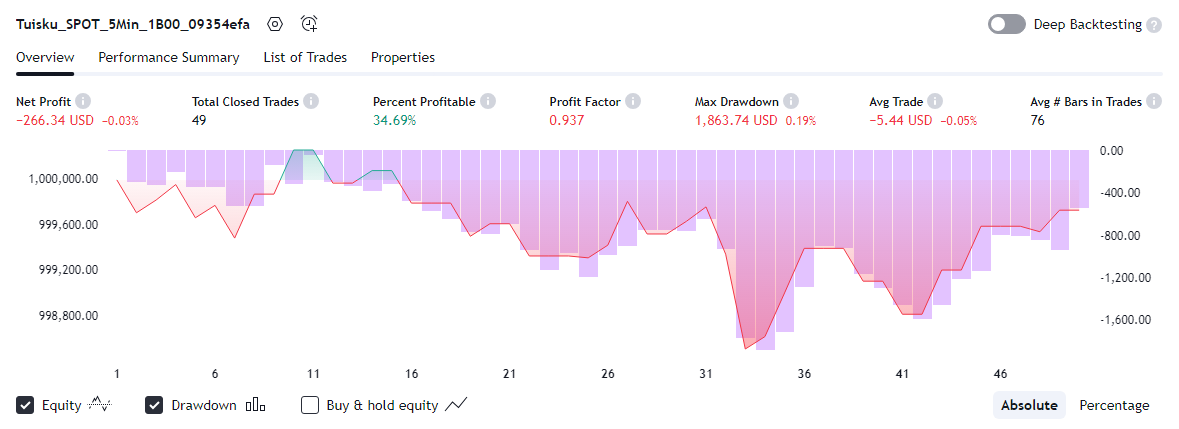 Tuisku_SPOT_5Min_1B00_09354efa Deep Backtesting ?
Overview Performance Summary List of Trades Properties
Net Profit i Total Closed Trades i Percent Profitable i Profit Factor i Max Drawdown i Avg Trade i Avg # Bars in Trades i
−266.34 USD −0.03% 49 34.69% 0.937 1,863.74 USD 0.19% −5.44 USD −0.05% 76
0.00
1,000,000.00
-400.00
999,600.00
-800.00
999,200.00
-1,200.00
998,800.00
-1,600.00
1 6 11 16 21 26 31 36 41 46
Equity Drawdown Buy & hold equity Absolute Percentage